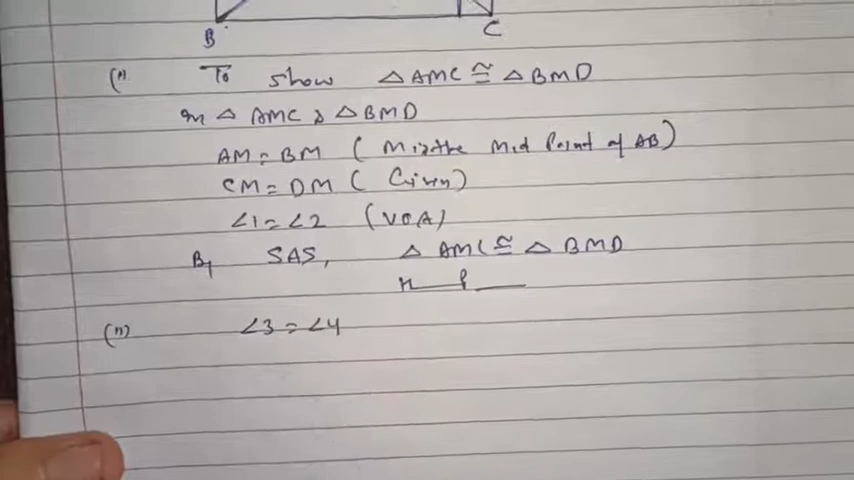 B
C
(i) To show △AMC ≅ △BMD
In △ AMC & △BMD
AM = BM ( M is the Mid Point of AB)
CM = DM ( Given)
∠1 = ∠2 (VOA)
By SAS, △ AMC ≅ △ BMD
(ii) ∠3 = ∠4